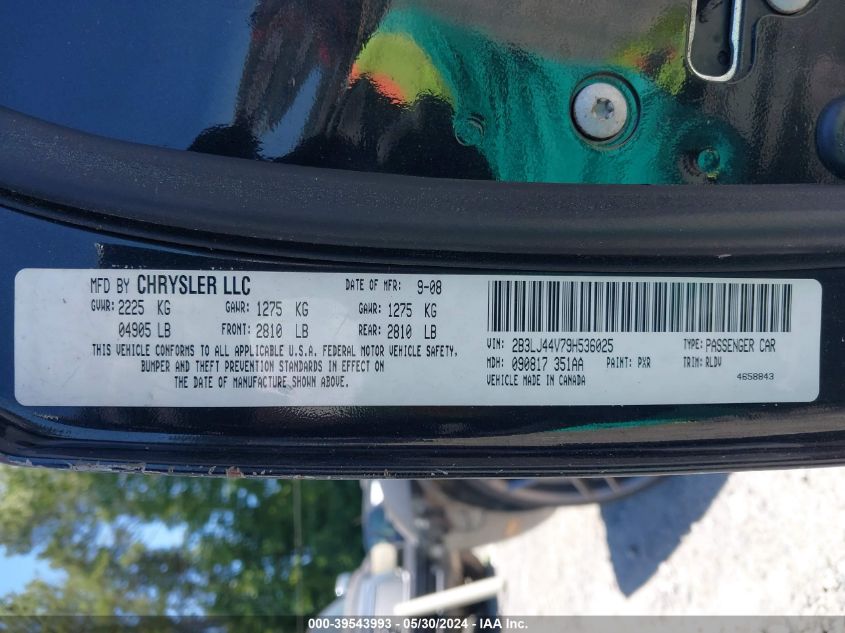 MFD BY CHRYSLER LLC DATE OF MFR: 9-08
GVWR: 2225 KG GAWR: 1275 KG GAWR: 1275 KG
04905 LB FRONT: 2810 LB REAR: 2810 LB
THIS VEHICLE CONFORMS TO ALL APPLICABLE U.S.A. FEDERAL MOTOR VEHICLE SAFETY,
BUMPER AND THEFT PREVENTION STANDARDS IN EFFECT ON
THE DATE OF MANUFACTURE SHOWN ABOVE.
VIN: 2B3LJ44V79H536025 TYPE: PASSENGER CAR
MDH: 090817 351AA PAINT: PXR TRIM: RLDV
VEHICLE MADE IN CANADA 4658843
000-39543993 - 05/30/2024 - IAA Inc.